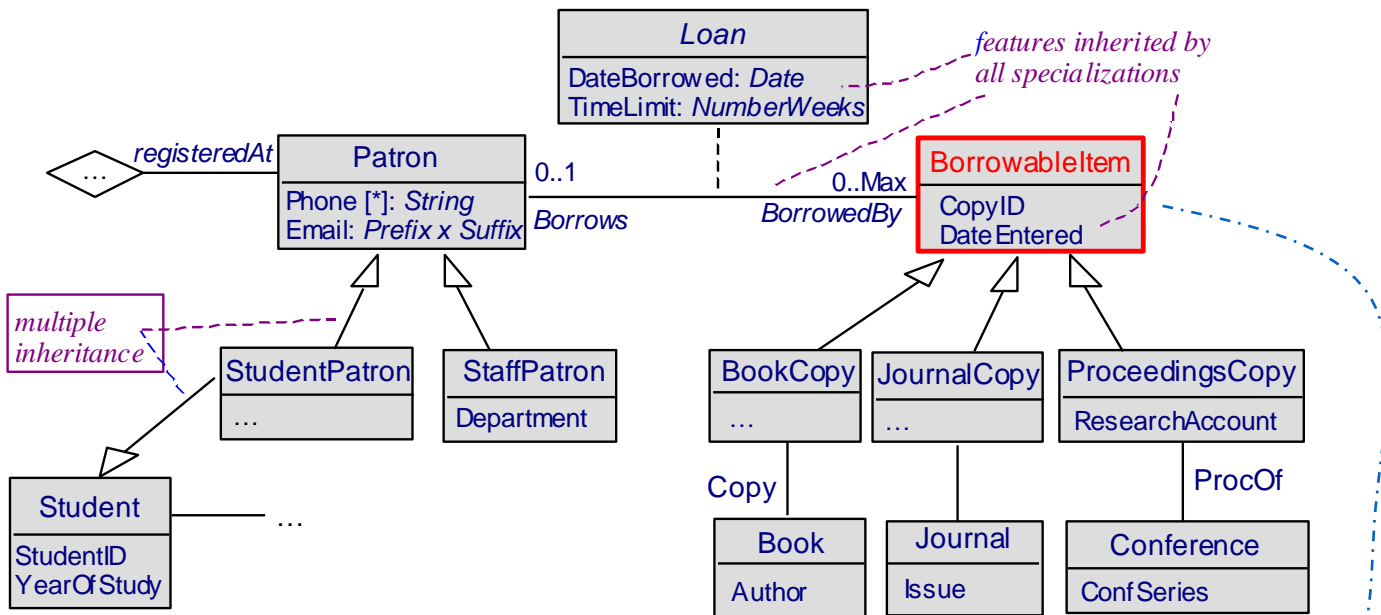 Loan
DateBorrowed: Date
TimeLimit: NumberWeeks
features inherited by
all specializations
...
registeredAt
Patron
Phone [*]: String
Email: Prefix x Suffix
0..1
Borrows
0..Max
BorrowedBy
BorrowableItem
CopyID
DateEntered
multiple
inheritance
StudentPatron
...
StaffPatron
Department
BookCopy
...
JournalCopy
...
ProceedingsCopy
ResearchAccount
Copy
ProcOf
Student
StudentID
YearOfStudy
...
Book
Author
Journal
Issue
Conference
ConfSeries